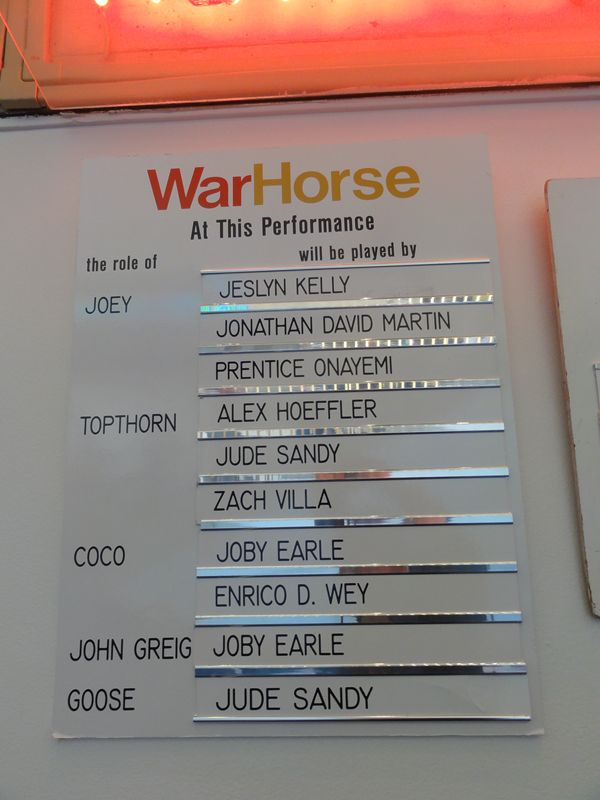 WarHorse
At This Performance
the role of will be played by
JOEY JESLYN KELLY
JONATHAN DAVID MARTIN
PRENTICE ONAYEMI
TOPTHORN ALEX HOEFFLER
JUDE SANDY
ZACH VILLA
COCO JOBY EARLE
ENRICO D. WEY
JOHN GREIG JOBY EARLE
GOOSE JUDE SANDY